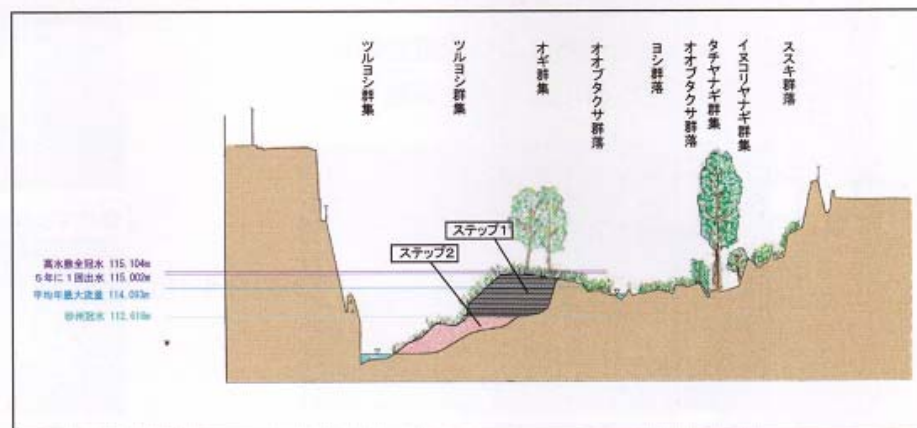 ツルヨシ群集
ツルヨシ群集
オギ群集
オオブタクサ群落
ヨシ群落
オオブタクサ群落
タチヤナギ群集
イヌコリヤナギ群集
ススキ群落
ステップ1
ステップ2
高水敷全冠水 115.104m
5年に1回出水 115.002m
平均年最大流量 114.093m
砂州冠水